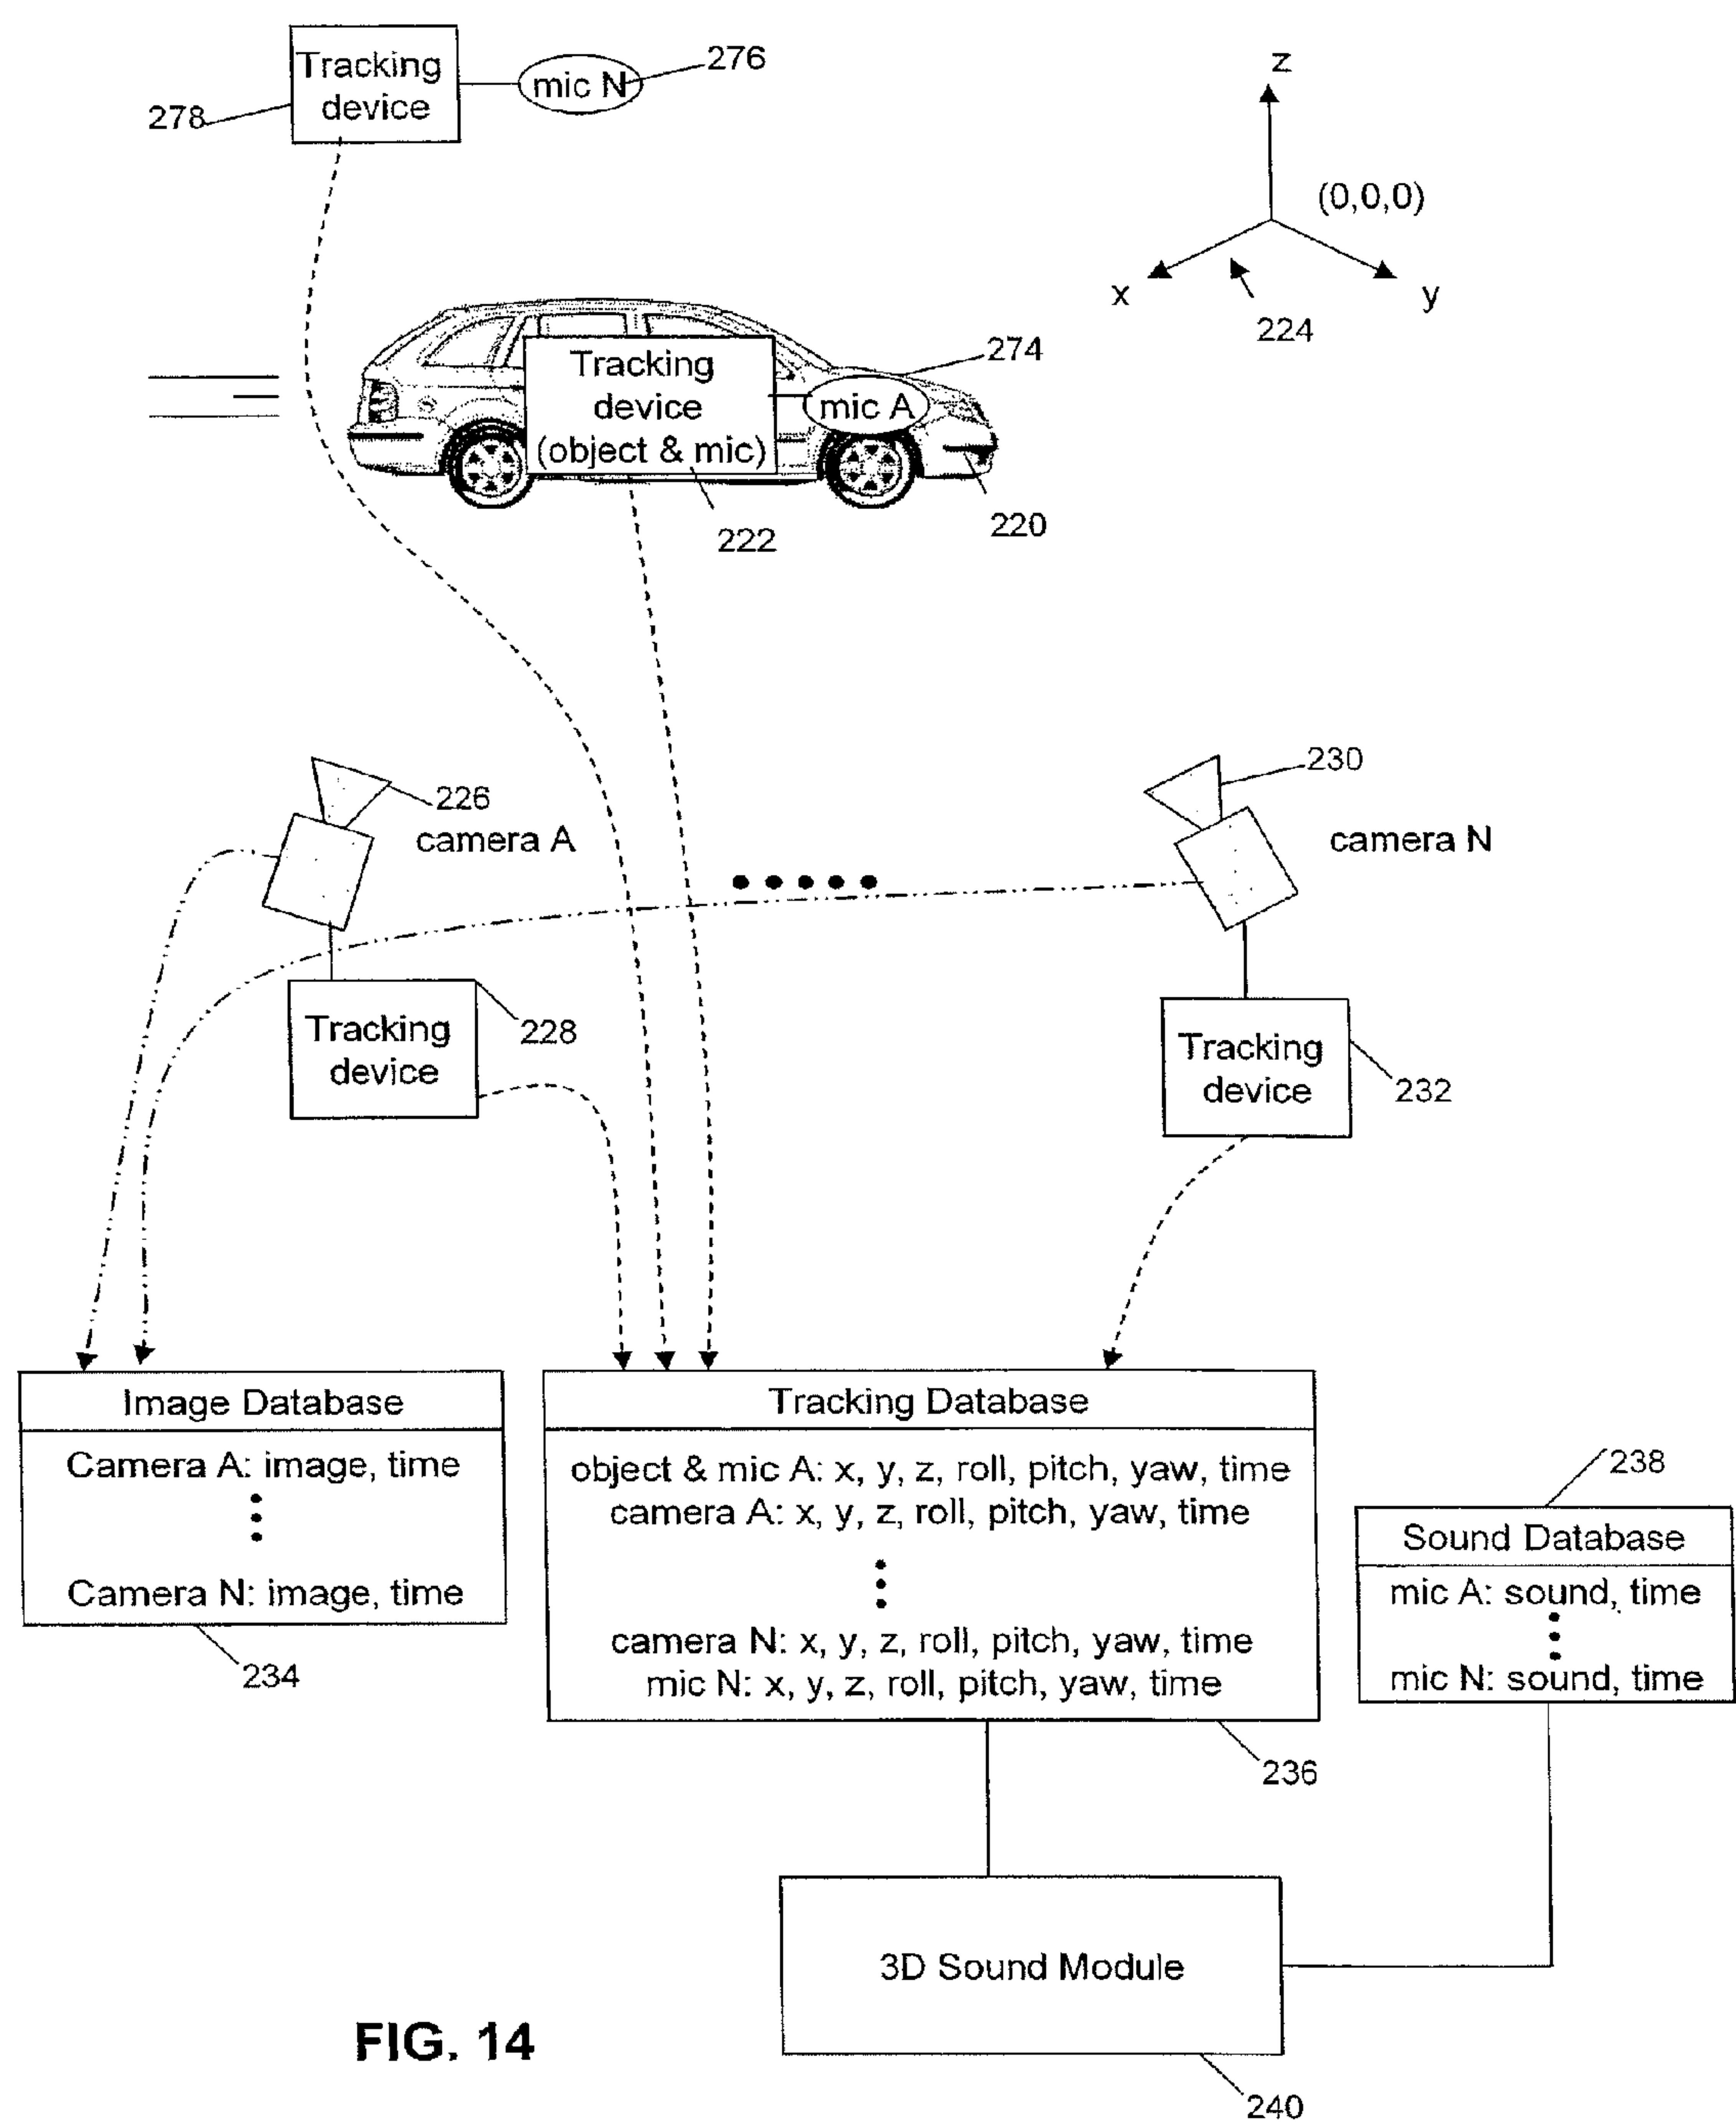 Tracking
device
mic N
276
278
z
(0,0,0)
x
y
224
Tracking
device
(object & mic)
mic A
274
222
220
226
camera A
230
camera N
Tracking
device
228
Tracking
device
232
Image Database
Camera A: image, time
Camera N: image, time
234
Tracking Database
object & mic A: x, y, z, roll, pitch, yaw, time
camera A: x, y, z, roll, pitch, yaw, time
camera N: x, y, z, roll, pitch, yaw, time
mic N: x, y, z, roll, pitch, yaw, time
236
238
Sound Database
mic A: sound, time
mic N: sound, time
3D Sound Module
240
FIG. 14